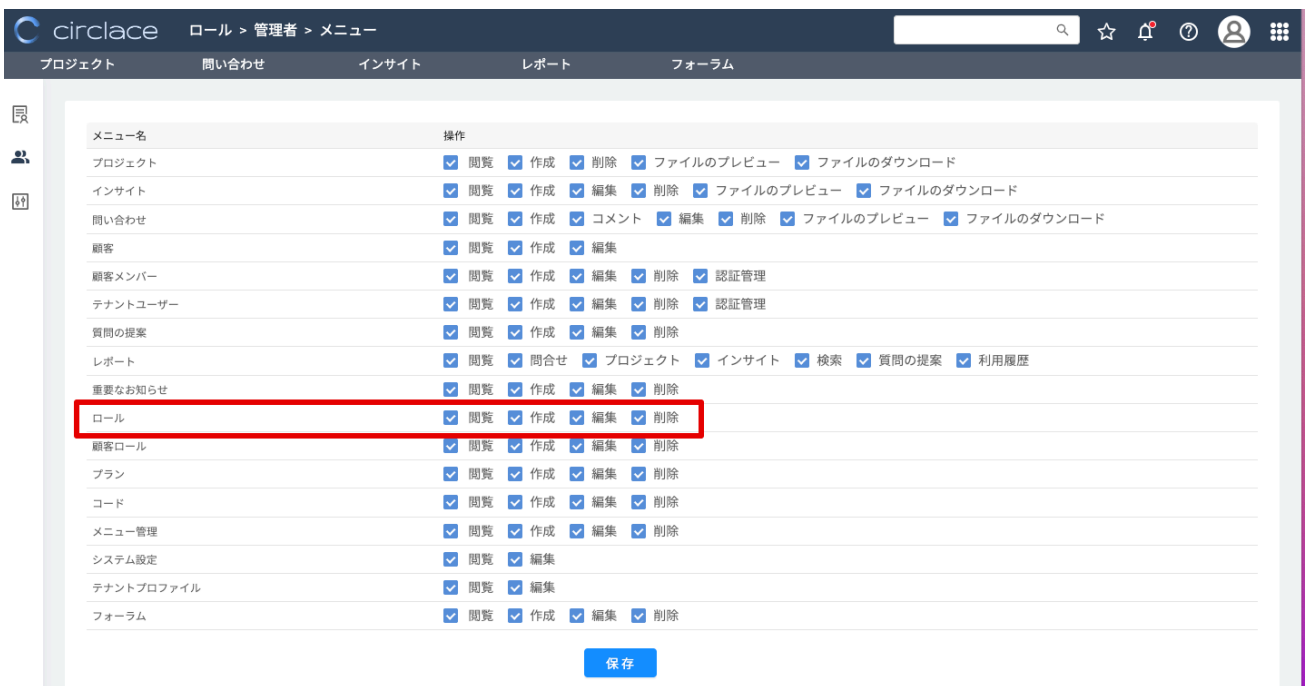 circlace ロール > 管理者 > メニュー
プロジェクト 問い合わせ インサイト レポート フォーラム
メニュー名 操作
プロジェクト 閲覧 作成 削除 ファイルのプレビュー ファイルのダウンロード
インサイト 閲覧 作成 編集 削除 ファイルのプレビュー ファイルのダウンロード
問い合わせ 閲覧 作成 コメント 編集 削除 ファイルのプレビュー ファイルのダウンロード
顧客 閲覧 作成 編集
顧客メンバー 閲覧 作成 編集 削除 認証管理
テナントユーザー 閲覧 作成 編集 削除 認証管理
質問の提案 閲覧 作成 編集 削除
レポート 閲覧 問合せ プロジェクト インサイト 検索 質問の提案 利用履歴
重要なお知らせ 閲覧 作成 編集 削除
ロール 閲覧 作成 編集 削除
顧客ロール 閲覧 作成 編集 削除
プラン 閲覧 作成 編集 削除
コード 閲覧 作成 編集 削除
メニュー管理 閲覧 作成 編集 削除
システム設定 閲覧 編集
テナントプロファイル 閲覧 編集
フォーラム 閲覧 作成 編集 削除
保存